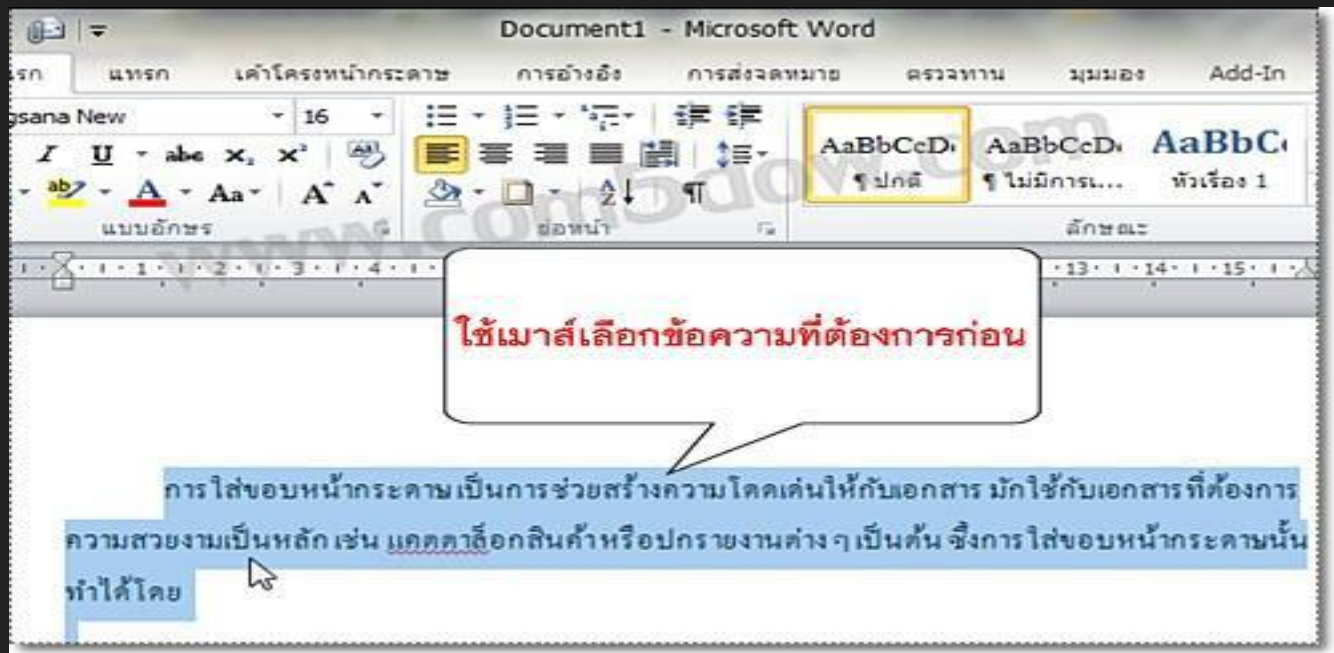 Document1 - Microsoft Word
แทรก เค้าโครงหน้ากระดาษ การอ้างอิง การส่งจดหมาย ตรวจทาน มุมมอง Add-In
New 16
I U abc x₂ x² Aa
ab A Aa A A A Z ¶
AaBbCcD AaBbCcD AaBbC
¶ ปกติ ¶ ไม่มีการเ... หัวเรื่อง 1
แบบอักษร ย่อหน้า ลักษณะ
www.com5dow.com
1 2 3 4 13 14 15
ใช้เมาส์เลือกข้อความที่ต้องการก่อน
การใส่ขอบหน้ากระดาษเป็นการช่วยสร้างความโดดเด่นให้กับเอกสาร มักใช้กับเอกสารที่ต้องการ
ความสวยงามเป็นหลัก เช่น แคตตาล็อกสินค้าหรือปกรายงานต่าง ๆ เป็นต้น ซึ่งการใส่ขอบหน้ากระดาษนั้น
ทำได้โดย